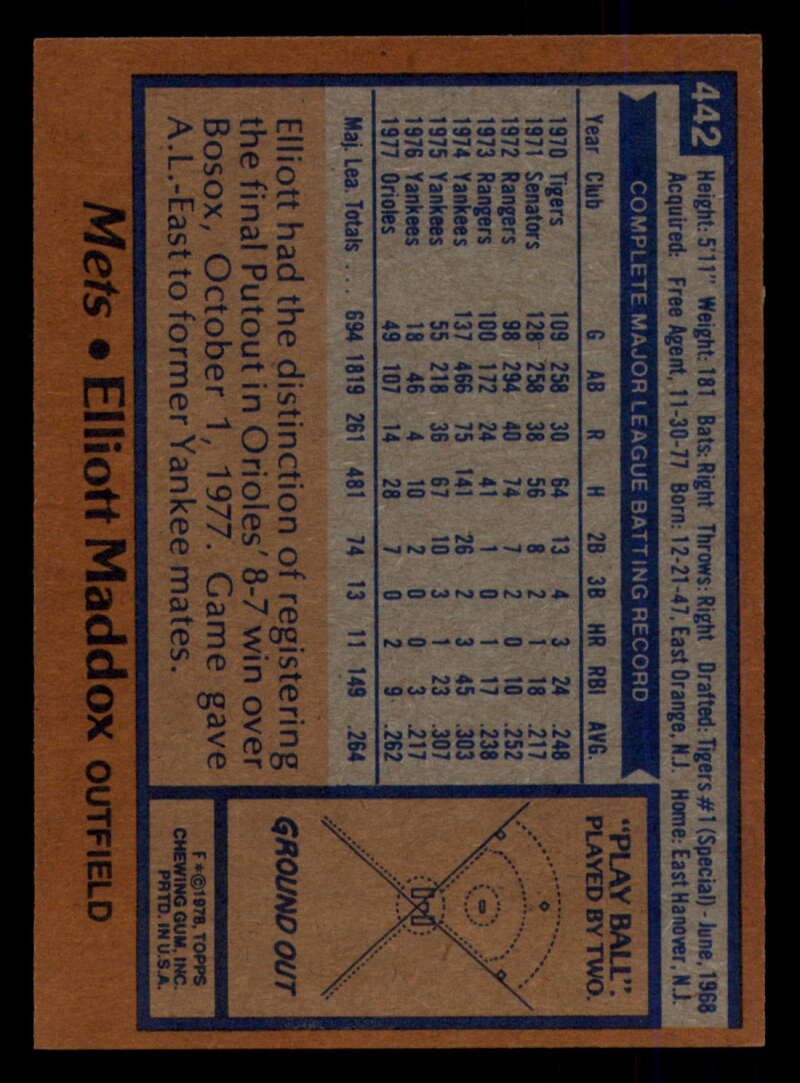 442
Height: 5'11" Weight: 181 Bats: Right Throws: Right Drafted: Tigers #1 (Special) - June, 1968
Acquired: Free Agent, 11-30-77 Born: 12-21-47, East Orange, N.J. Home: East Hanover, N.J.
COMPLETE MAJOR LEAGUE BATTING RECORD
Year Club G AB R H 2B 3B HR RBI AVG.
1970 Tigers 109 258 30 64 13 4 3 24 .248
1971 Senators 128 258 38 56 8 2 1 18 .217
1972 Rangers 98 294 40 74 7 2 0 10 .252
1973 Rangers 100 172 24 41 1 0 1 17 .238
1974 Yankees 137 466 75 141 26 2 3 45 .303
1975 Yankees 55 218 36 67 10 3 1 23 .307
1976 Yankees 18 46 4 10 2 0 0 3 .217
1977 Orioles 49 107 14 28 7 0 2 9 .262
Maj. Lea. Totals .... 694 1819 261 481 74 13 11 149 .264
Elliott had the distinction of registering
the final Putout in Orioles' 8-7 win over
Bosox, October 1, 1977. Game gave
A.L.-East to former Yankee mates.
"PLAY BALL":
PLAYED BY TWO.
GROUND OUT
F*©1978, TOPPS
CHEWING GUM, INC.
PRTD. IN U.S.A.
Mets • Elliott Maddox OUTFIELD